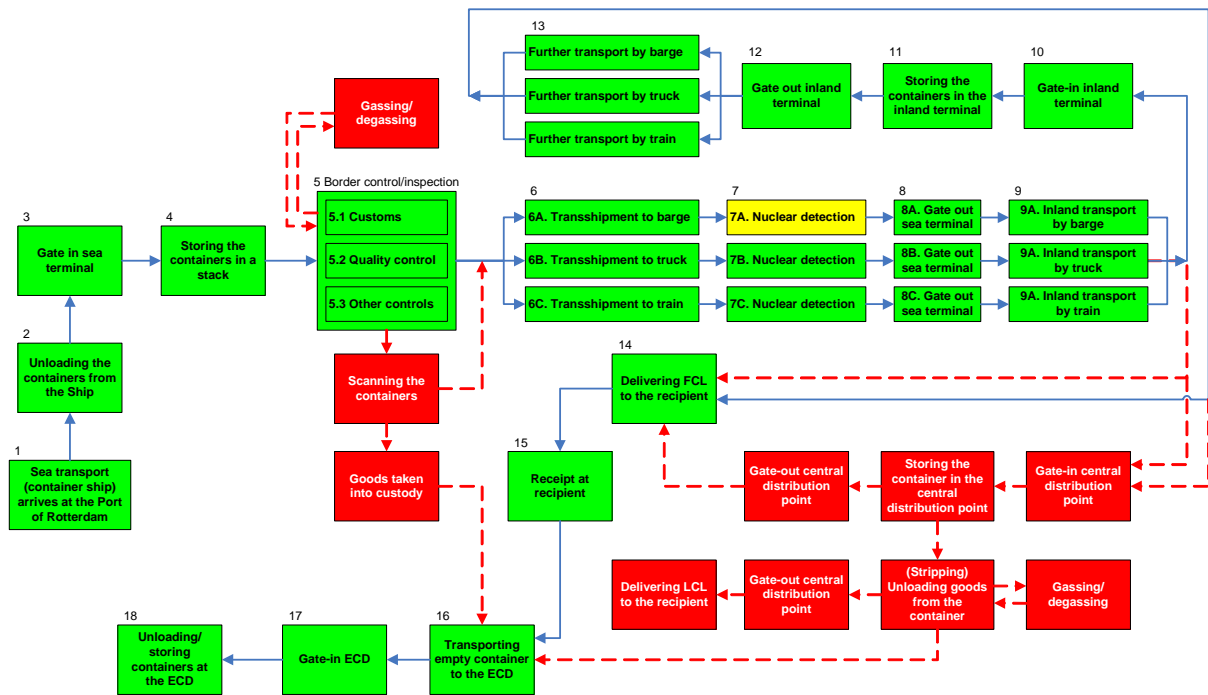 13
Further transport by barge
Further transport by truck
Further transport by train
12
Gate out inland
terminal
11
Storing the
containers in the
inland terminal
10
Gate-in inland
terminal
Gassing/
degassing
5 Border control/inspection
5.1 Customs
5.2 Quality control
5.3 Other controls
3
Gate in sea
terminal
4
Storing the
containers in a
stack
6
6A. Transshipment to barge
6B. Transshipment to truck
6C. Transshipment to train
7
7A. Nuclear detection
7B. Nuclear detection
7C. Nuclear detection
8
8A. Gate out
sea terminal
8B. Gate out
sea terminal
8C. Gate out
sea terminal
9
9A. Inland transport
by barge
9A. Inland transport
by truck
9A. Inland transport
by train
2
Unloading the
containers from
the Ship
Scanning the
containers
14
Delivering FCL
to the recipient
1
Sea transport
(container ship)
arrives at the Port
of Rotterdam
Goods taken
into custody
15
Receipt at
recipient
Gate-out central
distribution
point
Storing the
container in the
central
distribution point
Gate-in central
distribution
point
Delivering LCL
to the recipient
Gate-out central
distribution
point
(Stripping)
Unloading goods
from the
container
Gassing/
degassing
18
Unloading/
storing
containers at
the ECD
17
Gate-in ECD
16
Transporting
empty container
to the ECD